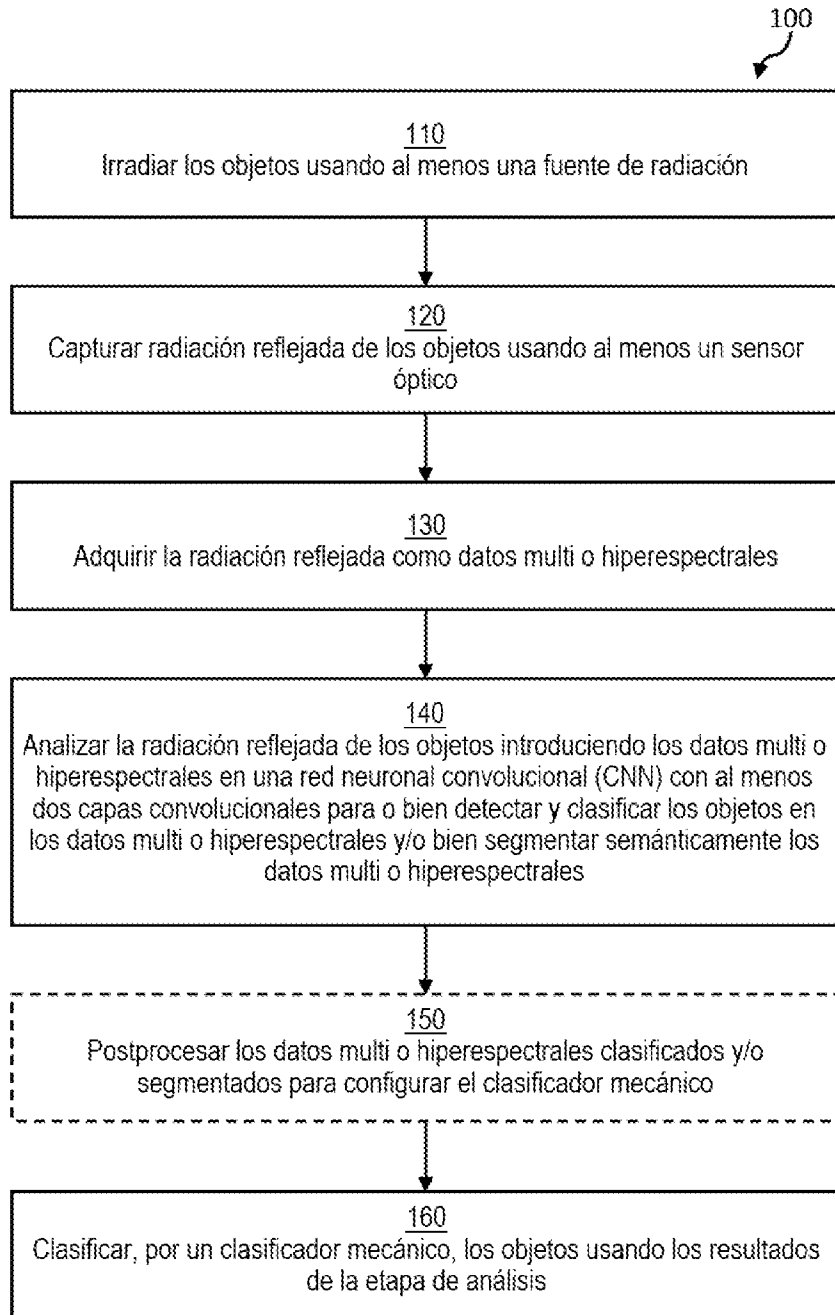 100
110
Irradiar los objetos usando al menos una fuente de radiación
120
Capturar radiación reflejada de los objetos usando al menos un sensor
óptico
130
Adquirir la radiación reflejada como datos multi o hiperespectrales
140
Analizar la radiación reflejada de los objetos introduciendo los datos multi o
hiperespectrales en una red neuronal convolucional (CNN) con al menos
dos capas convolucionales para o bien detectar y clasificar los objetos en
los datos multi o hiperespectrales y/o bien segmentar semánticamente los
datos multi o hiperespectrales
150
Postprocesar los datos multi o hiperespectrales clasificados y/o
segmentados para configurar el clasificador mecánico
160
Clasificar, por un clasificador mecánico, los objetos usando los resultados
de la etapa de análisis